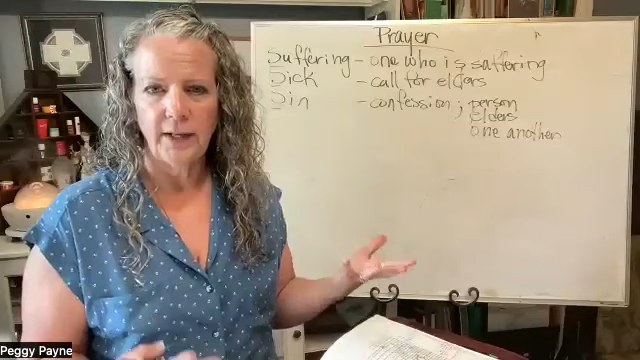 Prayer
Suffering - one who is suffering
Sick - call for elders
Sin - confession ; person
elders
one another
Peggy Payne